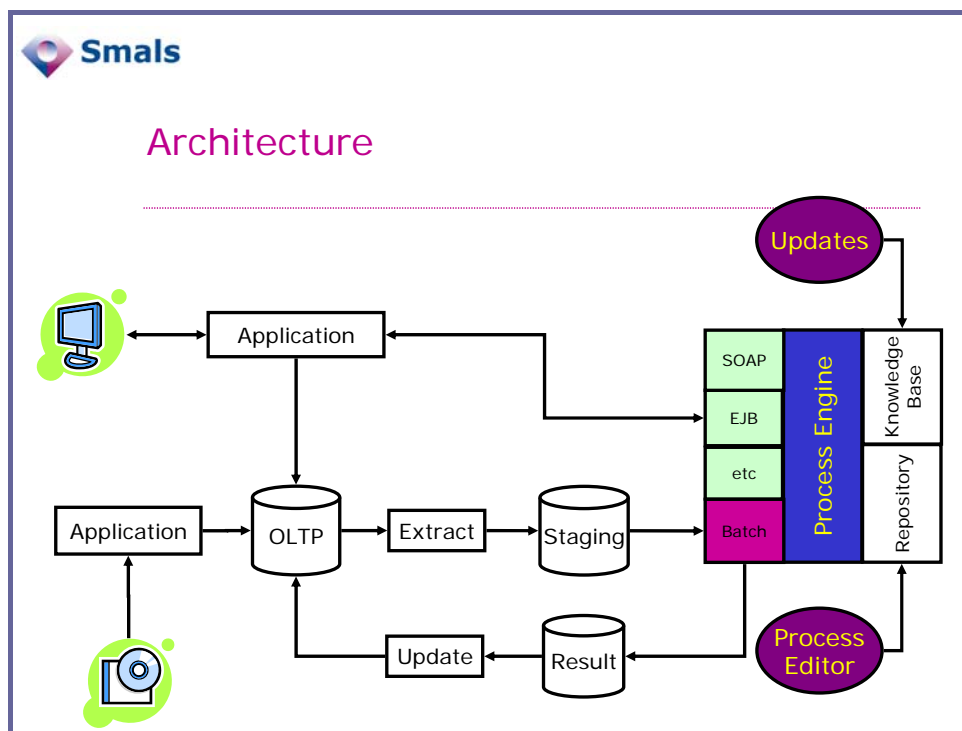 Smals
Architecture
Updates
Application
SOAP
EJB
etc
Batch
Process Engine
Knowledge
Base
Repository
Application
OLTP
Extract
Staging
Update
Result
Process
Editor